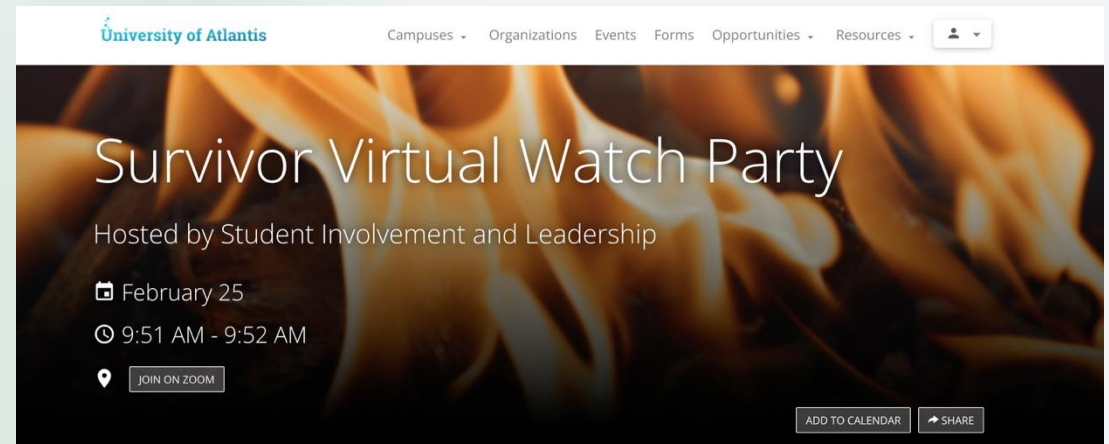 University of Atlantis
Campuses Organizations Events Forms Opportunities Resources
Survivor Virtual Watch Party
Hosted by Student Involvement and Leadership
February 25
9:51 AM - 9:52 AM
JOIN ON ZOOM
ADD TO CALENDAR SHARE